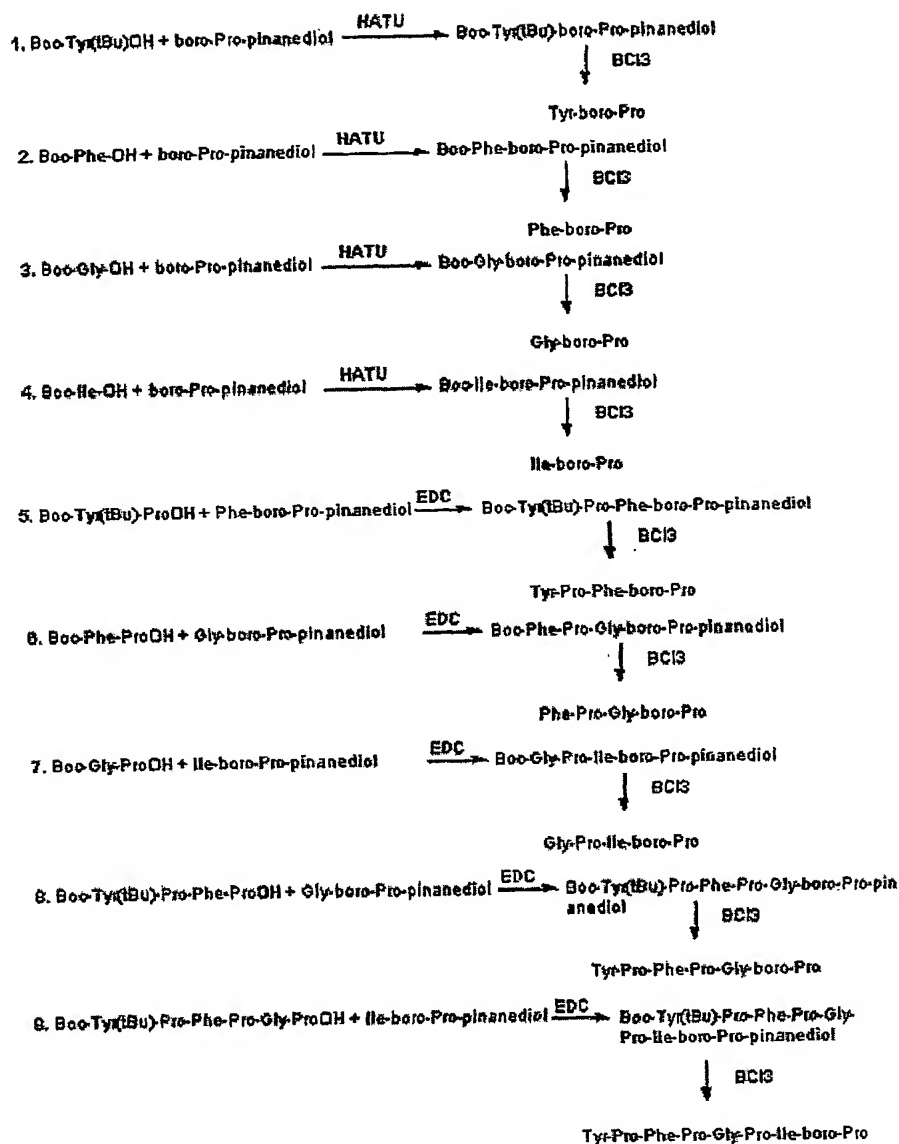 HATU
1. Boc-Tyr(tBu)OH + boro-Pro-pinanediol
Boc-Tyr(tBu)-boro-Pro-pinanediol
BCl3
Tyr-boro-Pro
HATU
2. Boc-Phe-OH + boro-Pro-pinanediol
Boc-Phe-boro-Pro-pinanediol
BCl3
Phe-boro-Pro
HATU
3. Boc-Gly-OH + boro-Pro-pinanediol
Boc-Gly-boro-Pro-pinanediol
BCl3
Gly-boro-Pro
HATU
4. Boc-Ile-OH + boro-Pro-pinanediol
Boc-Ile-boro-Pro-pinanediol
BCl3
Ile-boro-Pro
EDC
5. Boc-Tyr(tBu)-ProOH + Phe-boro-Pro-pinanediol
Boc-Tyr(tBu)-Pro-Phe-boro-Pro-pinanediol
BCl3
Tyr-Pro-Phe-boro-Pro
EDC
6. Boc-Phe-ProOH + Gly-boro-Pro-pinanediol
Boc-Phe-Pro-Gly-boro-Pro-pinanediol
BCl3
Phe-Pro-Gly-boro-Pro
EDC
7. Boc-Gly-ProOH + Ile-boro-Pro-pinanediol
Boc-Gly-Pro-Ile-boro-Pro-pinanediol
BCl3
Gly-Pro-Ile-boro-Pro
EDC
8. Boc-Tyr(tBu)-Pro-Phe-ProOH + Gly-boro-Pro-pinanediol
Boc-Tyr(tBu)-Pro-Phe-Pro-Gly-boro-Pro-pin
anediol
BCl3
Tyr-Pro-Phe-Pro-Gly-boro-Pro
EDC
8. Boc-Tyr(tBu)-Pro-Phe-Pro-Gly-ProOH + Ile-boro-Pro-pinanediol
Boc-Tyr(tBu)-Pro-Phe-Pro-Gly-
Pro-Ile-boro-Pro-pinanediol
BCl3
Tyr-Pro-Phe-Pro-Gly-Pro-Ile-boro-Pro